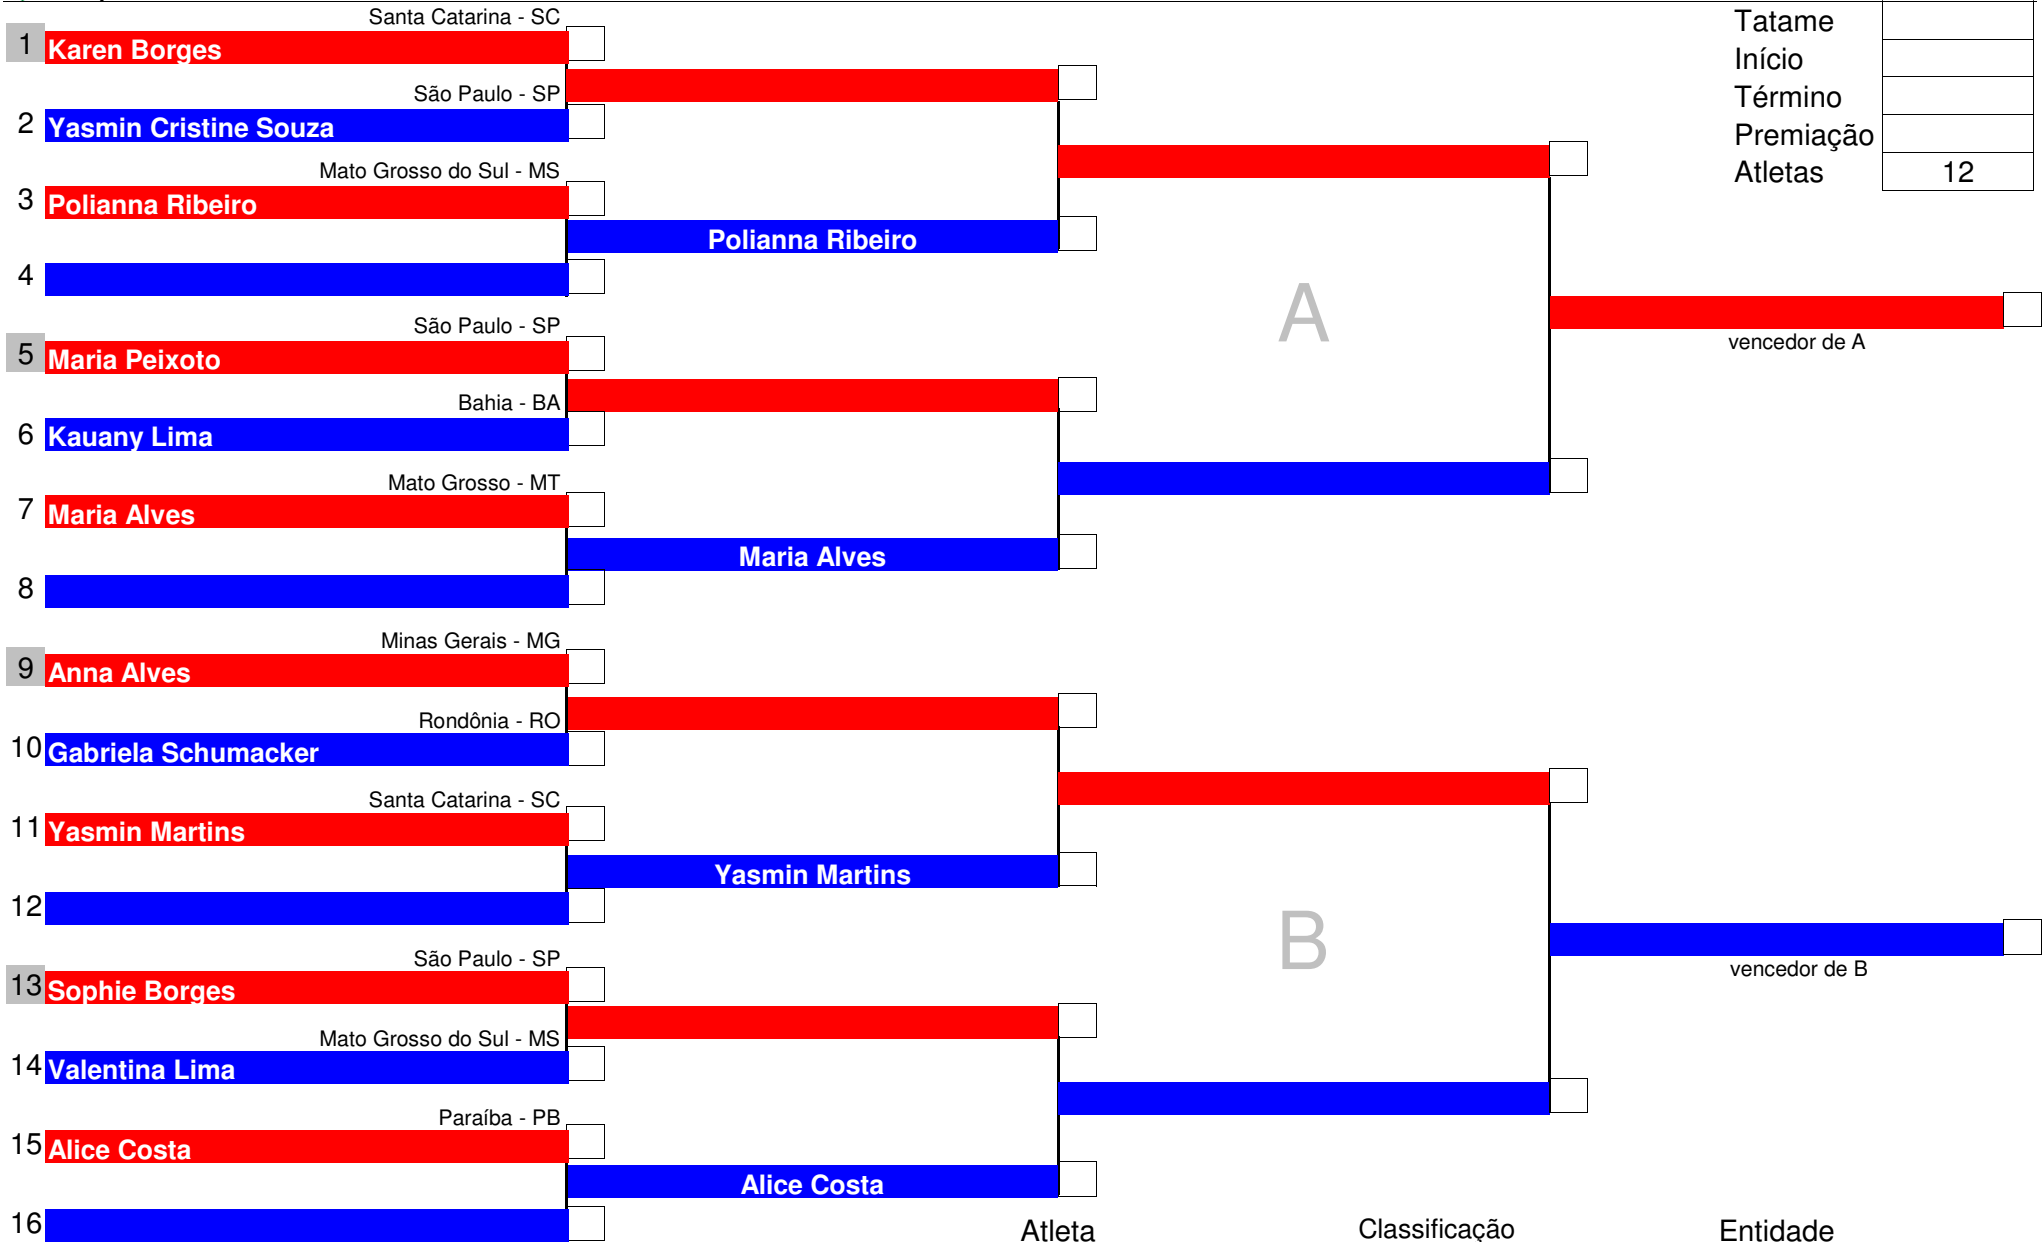 Santa Catarina - SC
1 Karen Borges
São Paulo - SP
2 Yasmin Cristine Souza
Mato Grosso do Sul - MS
3 Polianna Ribeiro
Polianna Ribeiro
4
São Paulo - SP
5 Maria Peixoto
Bahia - BA
6 Kauany Lima
Mato Grosso - MT
7 Maria Alves
Maria Alves
8
Minas Gerais - MG
9 Anna Alves
Rondônia - RO
10 Gabriela Schumacker
Santa Catarina - SC
11 Yasmin Martins
Yasmin Martins
12
São Paulo - SP
13 Sophie Borges
Mato Grosso do Sul - MS
14 Valentina Lima
Paraíba - PB
15 Alice Costa
Alice Costa
16
A
B
Tatame
Início
Término
Premiação
Atletas 12
vencedor de A
vencedor de B
Atleta Classificação Entidade